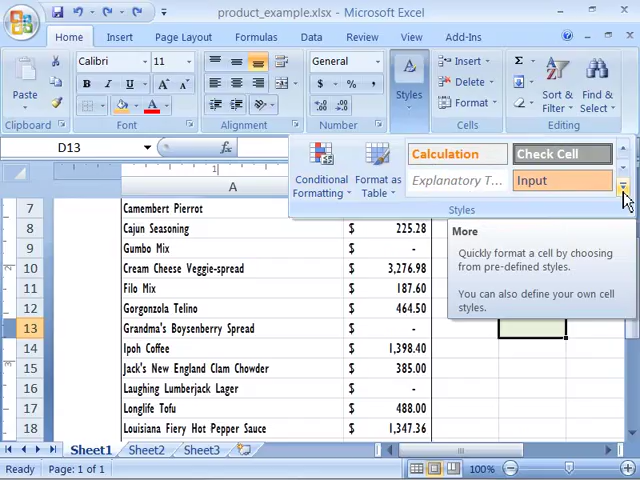 product_example.xlsx - Microsoft Excel
Home Insert Page Layout Formulas Data Review View Add-Ins
Paste
Clipboard
Calibri 11
B I U A A
A
Font
Alignment
General
$ % ,
Number
A
Styles
Insert
Delete
Format
Cells
Σ
Sort & Filter
Find & Select
Editing
D13
fx
Conditional Formatting
Format as Table
Calculation
Check Cell
Explanatory T...
Input
Styles
More
Quickly format a cell by choosing
from pre-defined styles.
You can also define your own cell
styles.
1
A
7 Camembert Pierrot
8 Cajun Seasoning $ 225.28
9 Gumbo Mix $ -
10 Cream Cheese Veggie-spread $ 3,276.98
11 Filo Mix $ 187.60
12 Gorgonzola Telino $ 464.50
13 Grandma's Boysenberry Spread $ -
14 Ipoh Coffee $ 1,398.40
15 Jack's New England Clam Chowder $ 385.00
16 Laughing Lumberjack Lager $ -
17 Longlife Tofu $ 488.00
18 Louisiana Fiery Hot Pepper Sauce $ 1,347.36
Sheet1 Sheet2 Sheet3
Ready Page: 1 of 1 100%